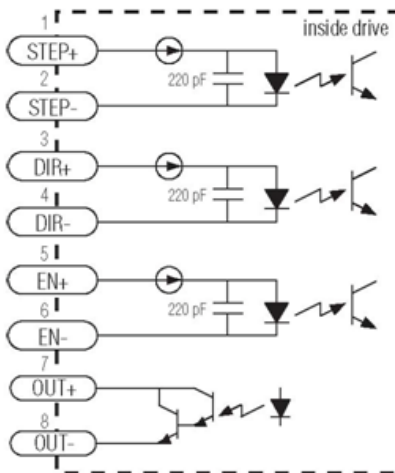 inside drive
1
STEP+
220 pF
2
STEP-
3
DIR+
220 pF
4
DIR-
5
EN+
220 pF
6
EN-
7
OUT+
8
OUT-